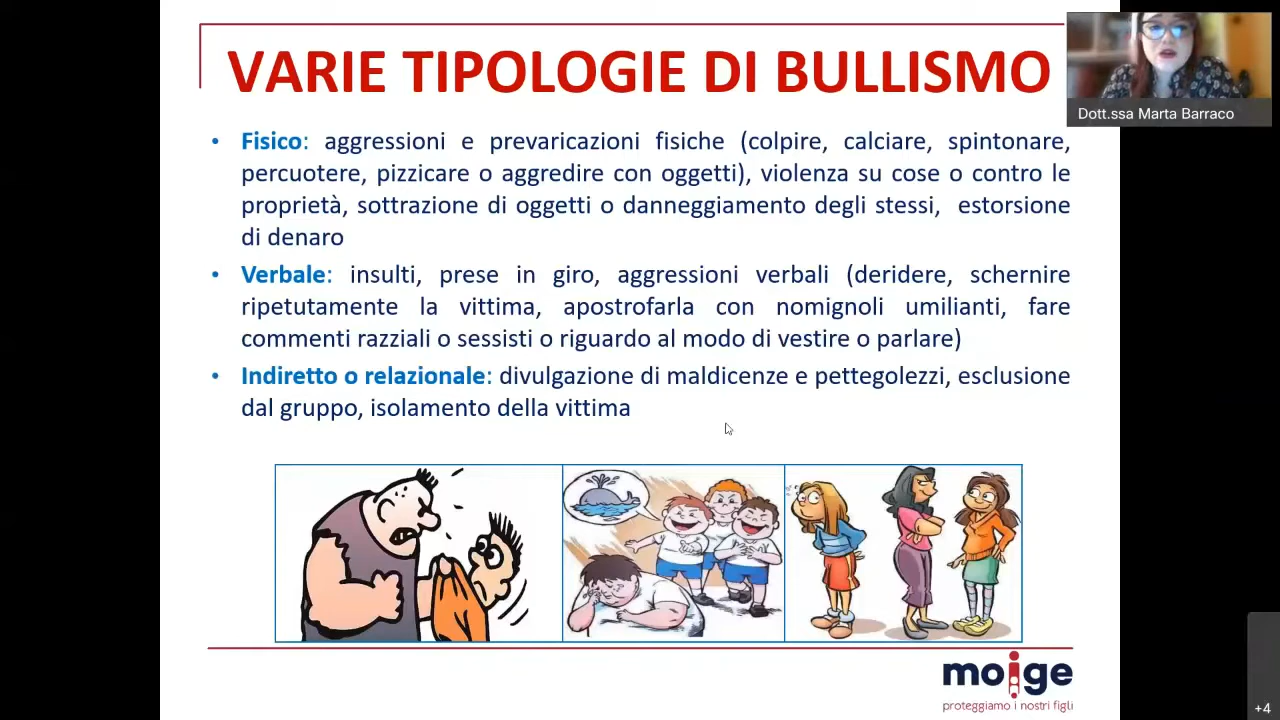 VARIE TIPOLOGIE DI BULLISMO
Dott.ssa Marta Barraco
• Fisico: aggressioni e prevaricazioni fisiche (colpire, calciare, spintonare,
percuotere, pizzicare o aggredire con oggetti), violenza su cose o contro le
proprietà, sottrazione di oggetti o danneggiamento degli stessi, estorsione
di denaro
• Verbale: insulti, prese in giro, aggressioni verbali (deridere, schernire
ripetutamente la vittima, apostrofarla con nomignoli umilianti, fare
commenti razziali o sessisti o riguardo al modo di vestire o parlare)
• Indiretto o relazionale: divulgazione di maldicenze e pettegolezzi, esclusione
dal gruppo, isolamento della vittima
moige
proteggiamo i nostri figli
+4